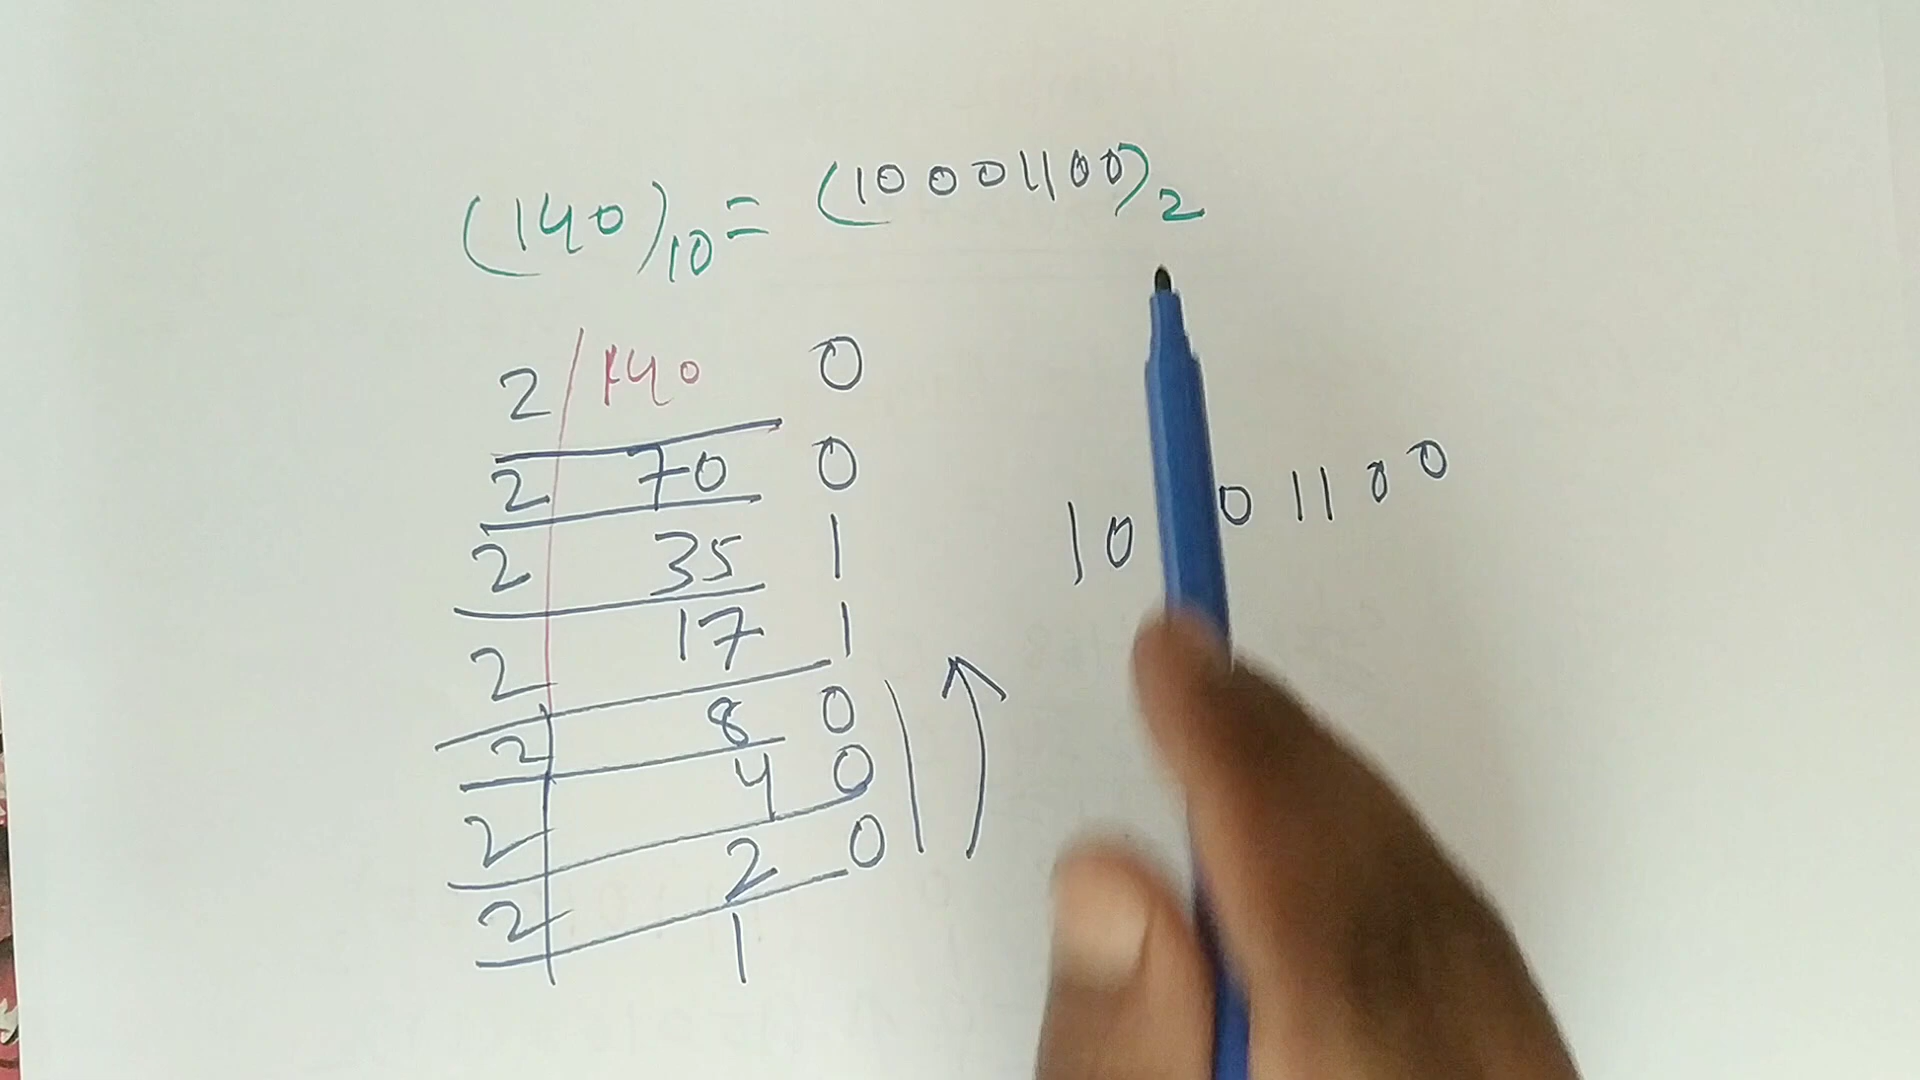 (140)10 = (10001100)2
2 140 0
2 70 0
2 35 1
2 17 1
2 8 0
2 4 0
2 2 0
1
10 01100